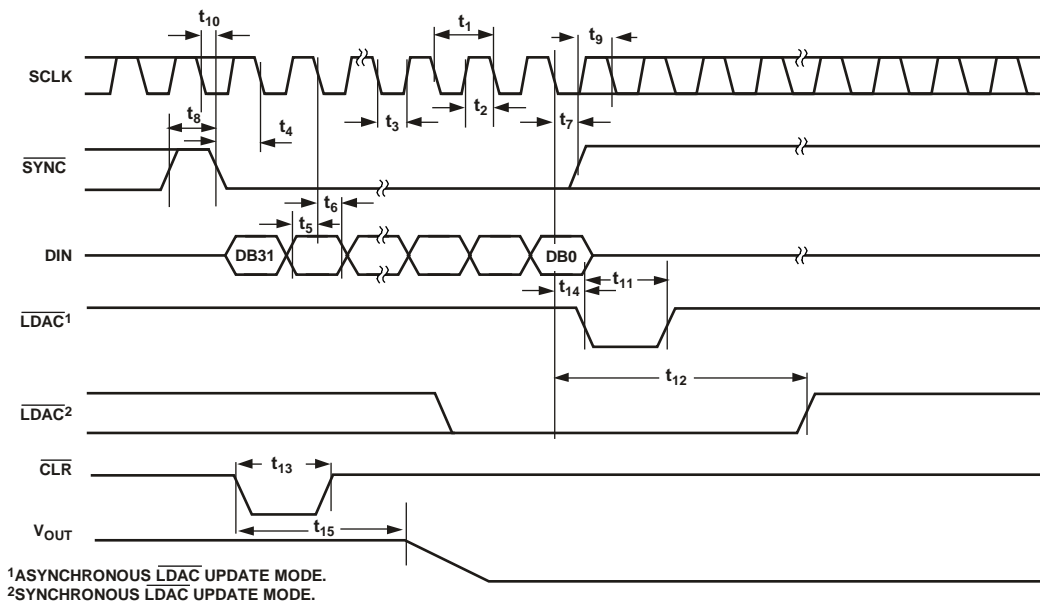 t10
t1
t9
SCLK
t8
t4
t3
t2
t7
SYNC
t6
t5
DIN
DB31
DB0
t14
t11
LDAC1
t12
LDAC2
CLR
t13
VOUT
t15
1ASYNCHRONOUS LDAC UPDATE MODE.
2SYNCHRONOUS LDAC UPDATE MODE.